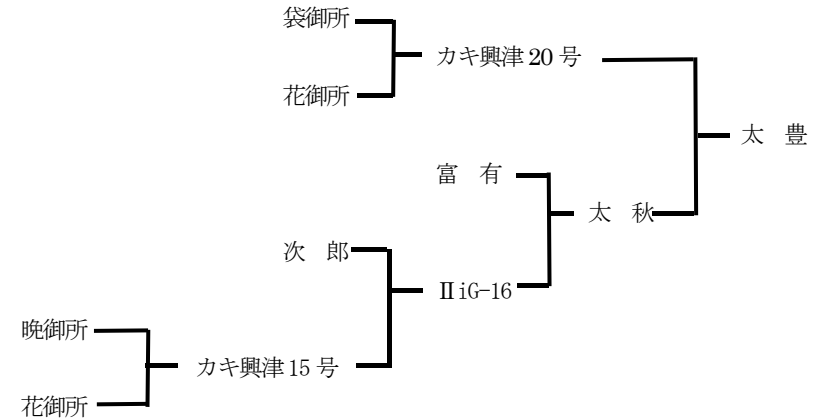 袋御所
カキ興津20号
花御所
太　豊
富　有
太　秋
次　郎
ⅡiG-16
晩御所
カキ興津15号
花御所